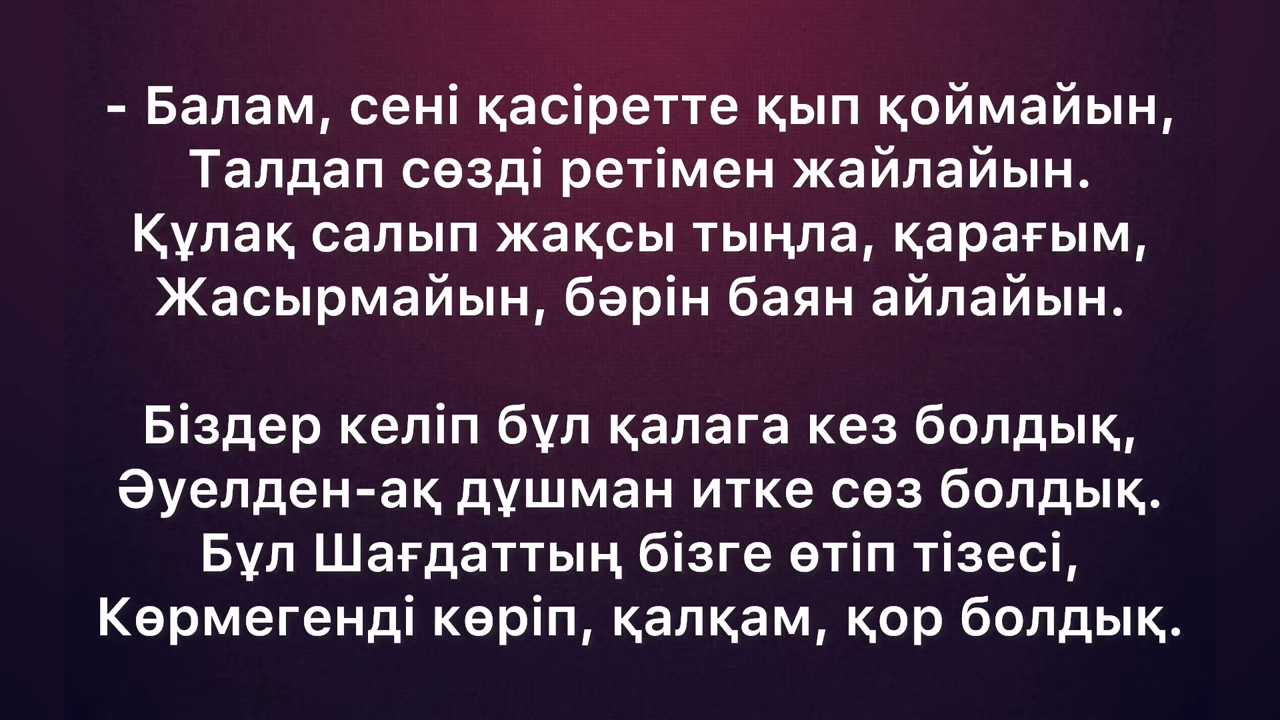 - Балам, сені қасіретте қып қоймайын,
Талдап сөзді ретімен жайлайын.
Құлақ салып жақсы тыңла, қарағым,
Жасырмайын, бәрін баян айлайын.

Біздер келіп бұл қалага кез болдық,
Әуелден-ақ дұшман итке сөз болдық.
Бұл Шағдаттың бізге өтіп тізесі,
Көрмегенді көріп, қалқам, қор болдық.